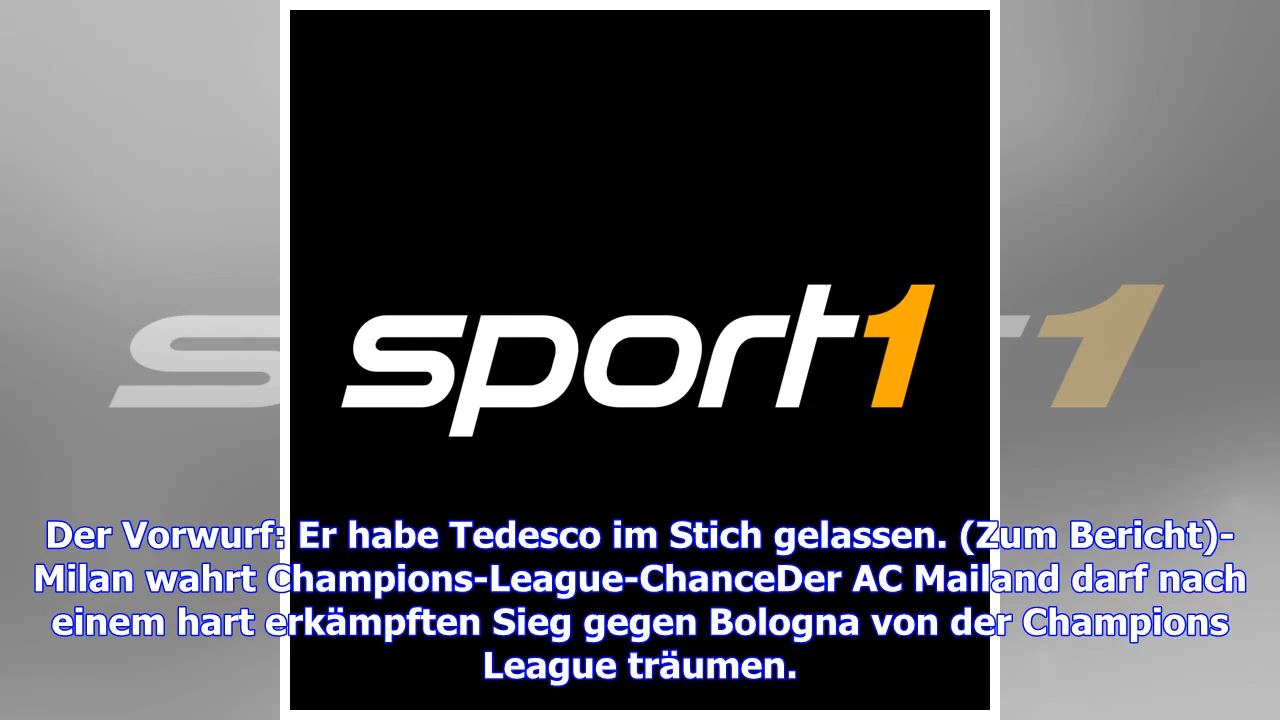 sport1
Der Vorwurf: Er habe Tedesco im Stich gelassen. (Zum Bericht)-
Milan wahrt Champions-League-ChanceDer AC Mailand darf nach
einem hart erkämpften Sieg gegen Bologna von der Champions
League träumen.